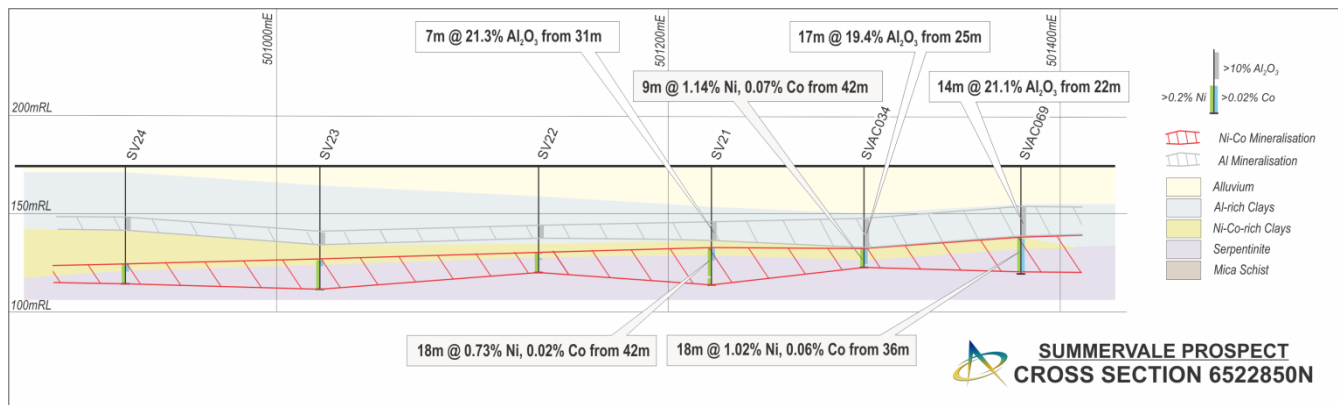 501000mE
501200mE
501400mE
7m @ 21.3% Al₂O₃ from 31m
17m @ 19.4% Al₂O₃ from 25m
9m @ 1.14% Ni, 0.07% Co from 42m
14m @ 21.1% Al₂O₃ from 22m
>10% Al₂O₃
>0.2% Ni
>0.02% Co
200mRL
SV24
SV23
SV22
SV21
SVAC034
SVAC069
Ni-Co Mineralisation
Al Mineralisation
Alluvium
Al-rich Clays
Ni-Co-rich Clays
Serpentinite
Mica Schist
150mRL
100mRL
18m @ 0.73% Ni, 0.02% Co from 42m
18m @ 1.02% Ni, 0.06% Co from 36m
SUMMERVALE PROSPECT
CROSS SECTION 6522850N